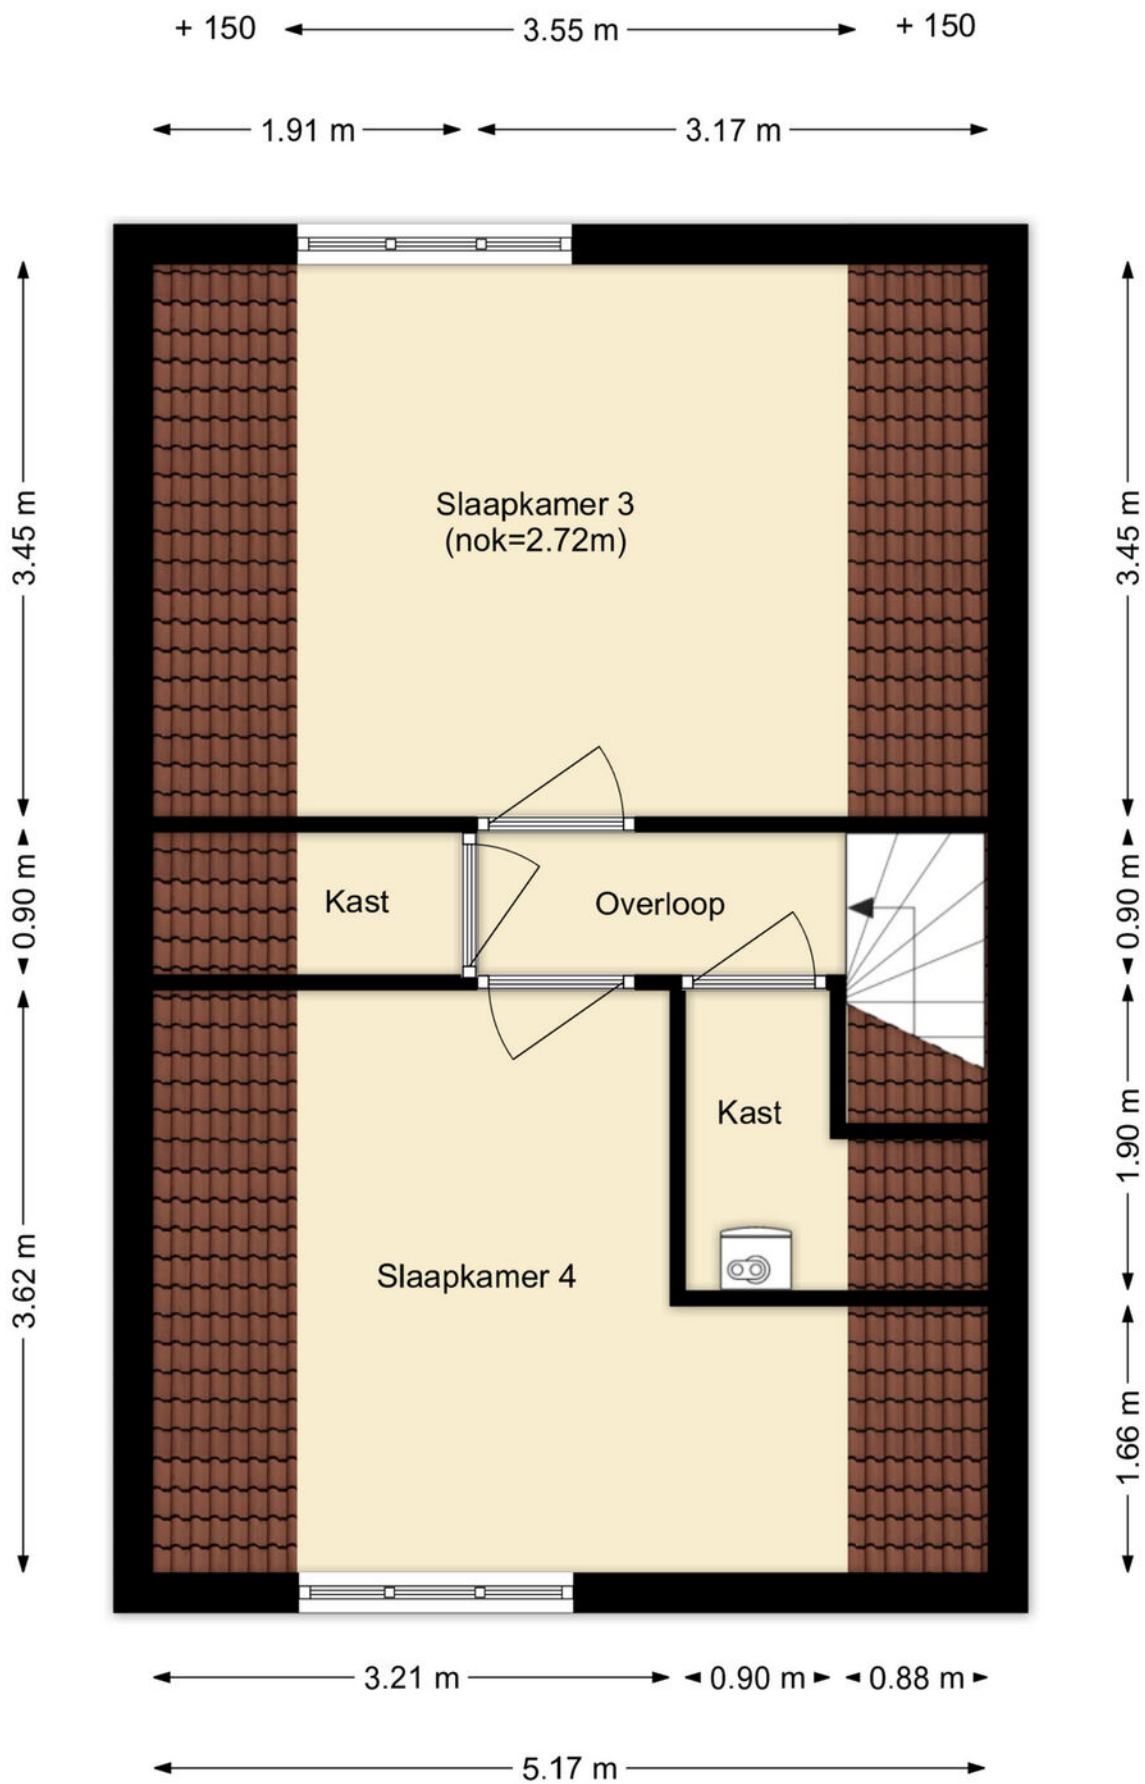 + 150
3.55 m
+ 150
1.91 m
3.17 m
Slaapkamer 3
(nok=2.72m)
3.45 m
3.45 m
Kast
Overloop
0.90 m
0.90 m
Kast
1.90 m
Slaapkamer 4
3.62 m
1.66 m
3.21 m
0.90 m
0.88 m
5.17 m